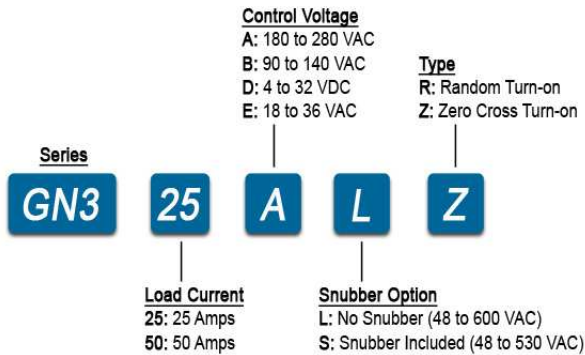 Control Voltage
A: 180 to 280 VAC
B: 90 to 140 VAC
D: 4 to 32 VDC
E: 18 to 36 VAC
Type
R: Random Turn-on
Z: Zero Cross Turn-on
Series
GN3 25 A L Z
Load Current
25: 25 Amps
50: 50 Amps
Snubber Option
L: No Snubber (48 to 600 VAC)
S: Snubber Included (48 to 530 VAC)